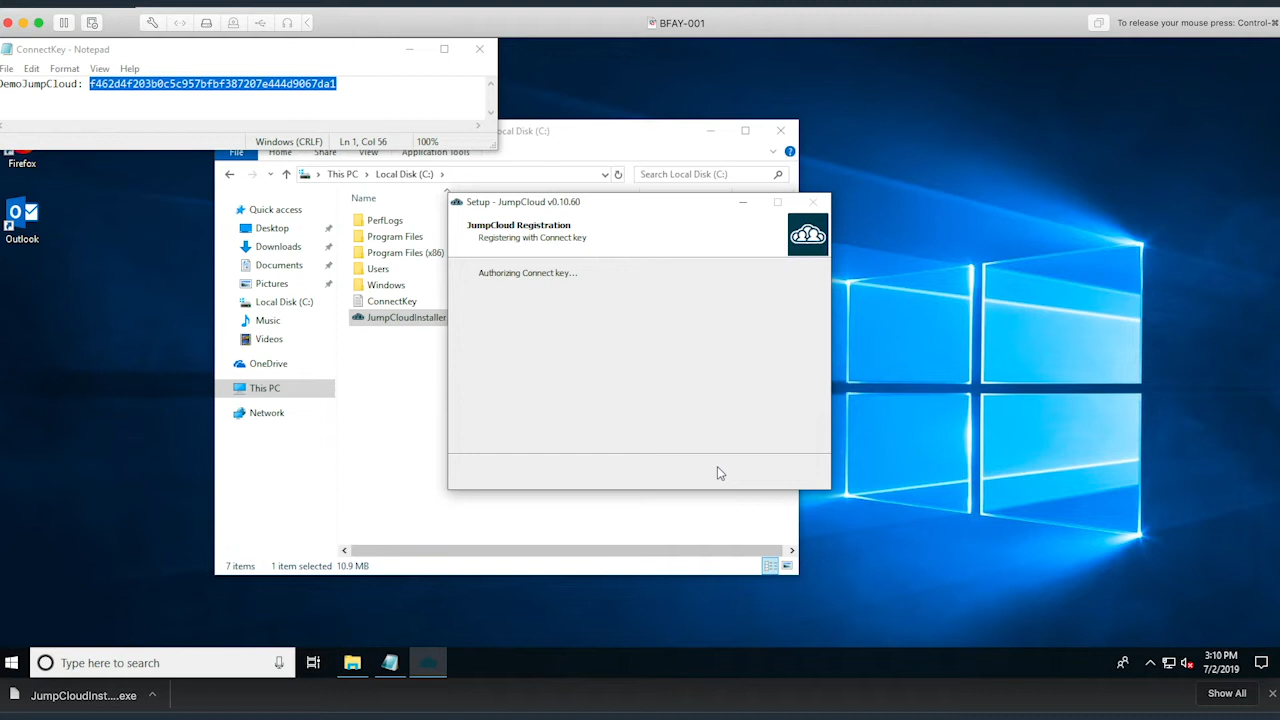 BFAY-001
To release your mouse press: Control-⌘
ConnectKey - Notepad
File Edit Format View Help
DemoJumpCloud: f462d4f203b0c5c957bfbf387207e444d9067da1
Windows (CRLF) Ln 1, Col 56 100%
ocal Disk (C:)
File Home Share View Application Tools
Firefox
This PC > Local Disk (C:) >
Search Local Disk (C:)
Outlook
Quick access
Desktop
Downloads
Documents
Pictures
Local Disk (C:)
Music
Videos
OneDrive
This PC
Network
Name
PerfLogs
Program Files
Program Files (x86)
Users
Windows
ConnectKey
JumpCloudInstaller
Setup - JumpCloud v0.10.60
JumpCloud Registration
Registering with Connect key
Authorizing Connect key...
7 items 1 item selected 10.9 MB
Type here to search
3:10 PM
7/2/2019
JumpCloudInst....exe
Show All